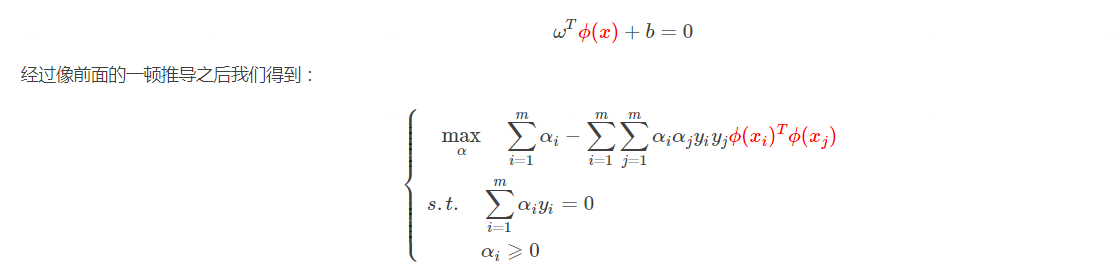 ω^T ϕ(x) + b = 0
经过像前面的一顿推导之后我们得到：
max_α ∑_{i=1}^{m} α_i − ∑_{i=1}^{m} ∑_{j=1}^{m} α_i α_j y_i y_j ϕ(x_i)^T ϕ(x_j)
s.t. ∑_{i=1}^{m} α_i y_i = 0
α_i ⩾ 0